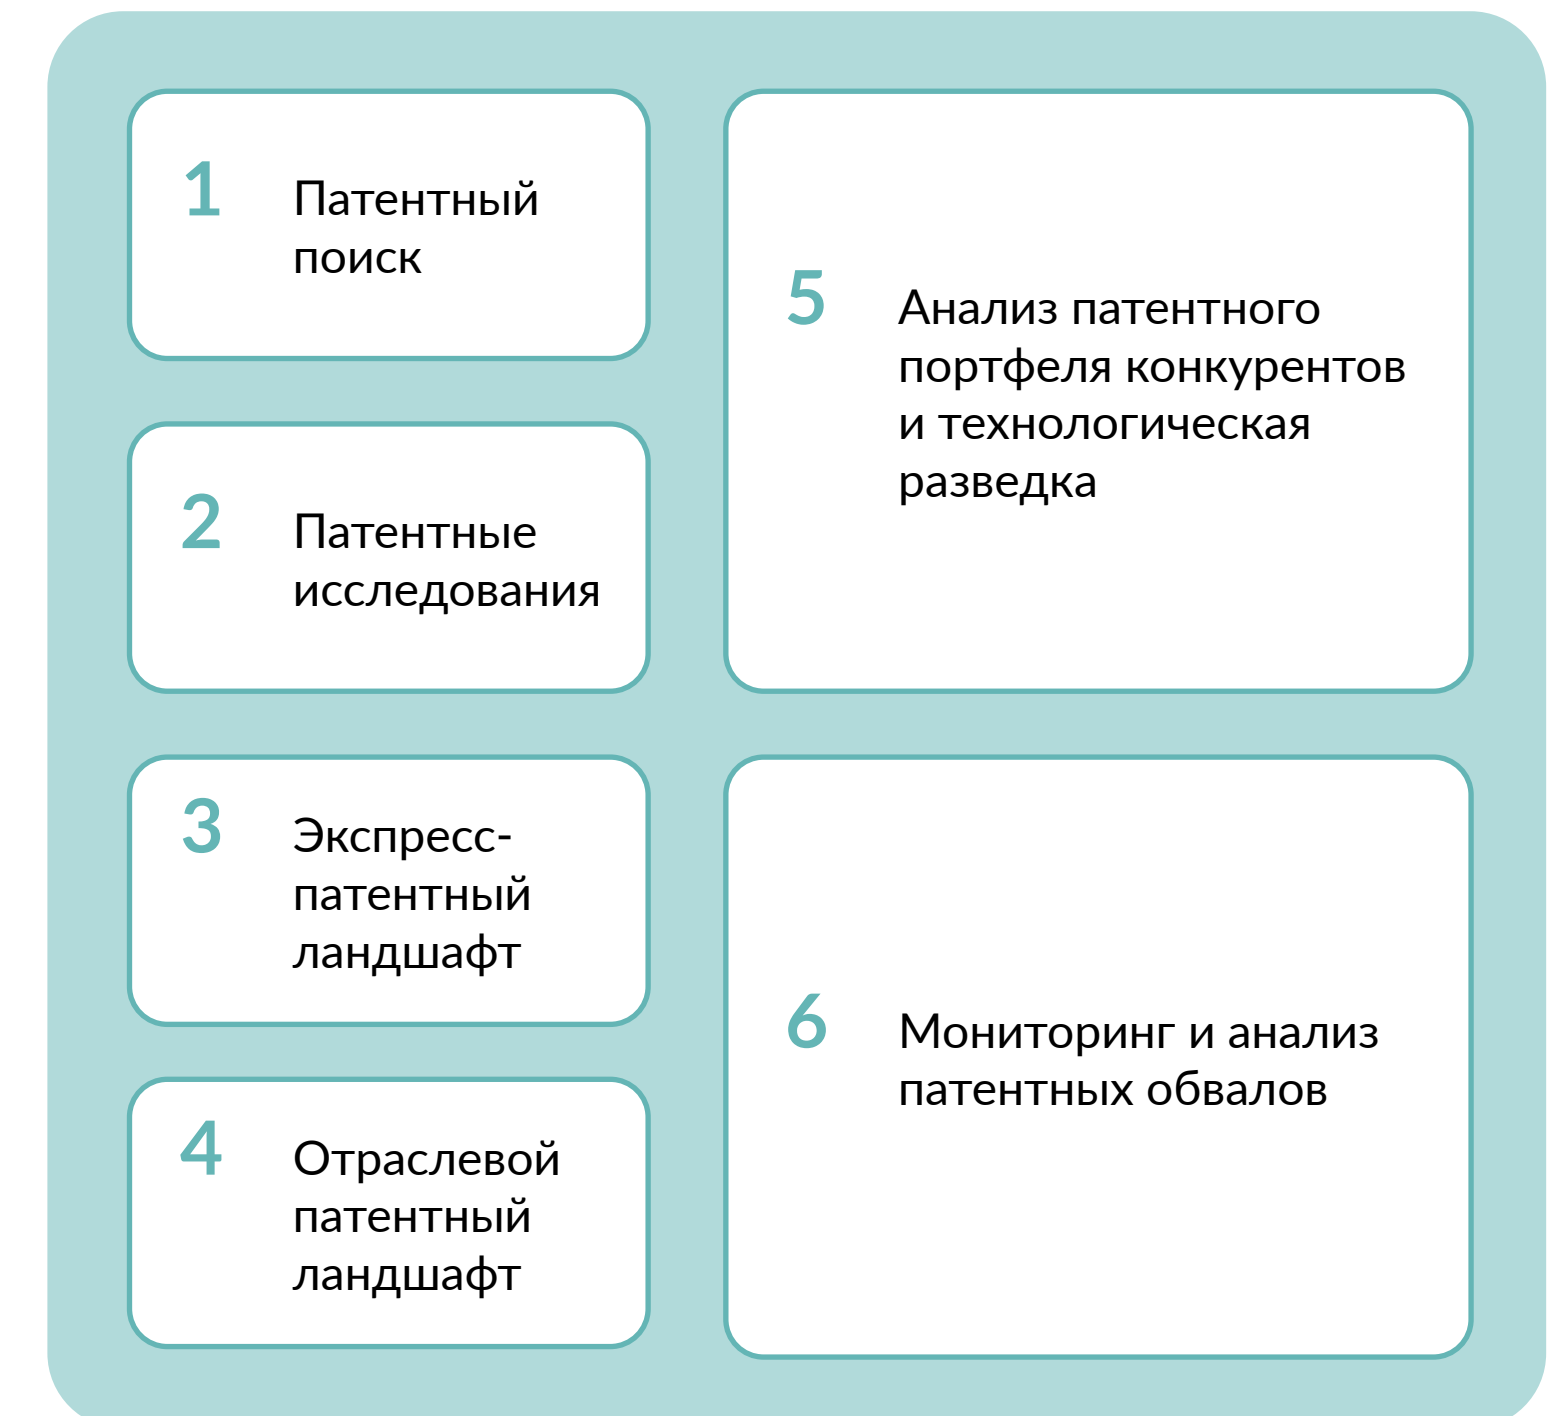 1
Патентный
поиск
2
Патентные
исследования
3
Экспресс-
патентный
ландшафт
4
Отраслевой
патентный
ландшафт
5
Анализ патентного
портфеля конкурентов
и технологическая
разведка
6
Мониторинг и анализ
патентных обвалов